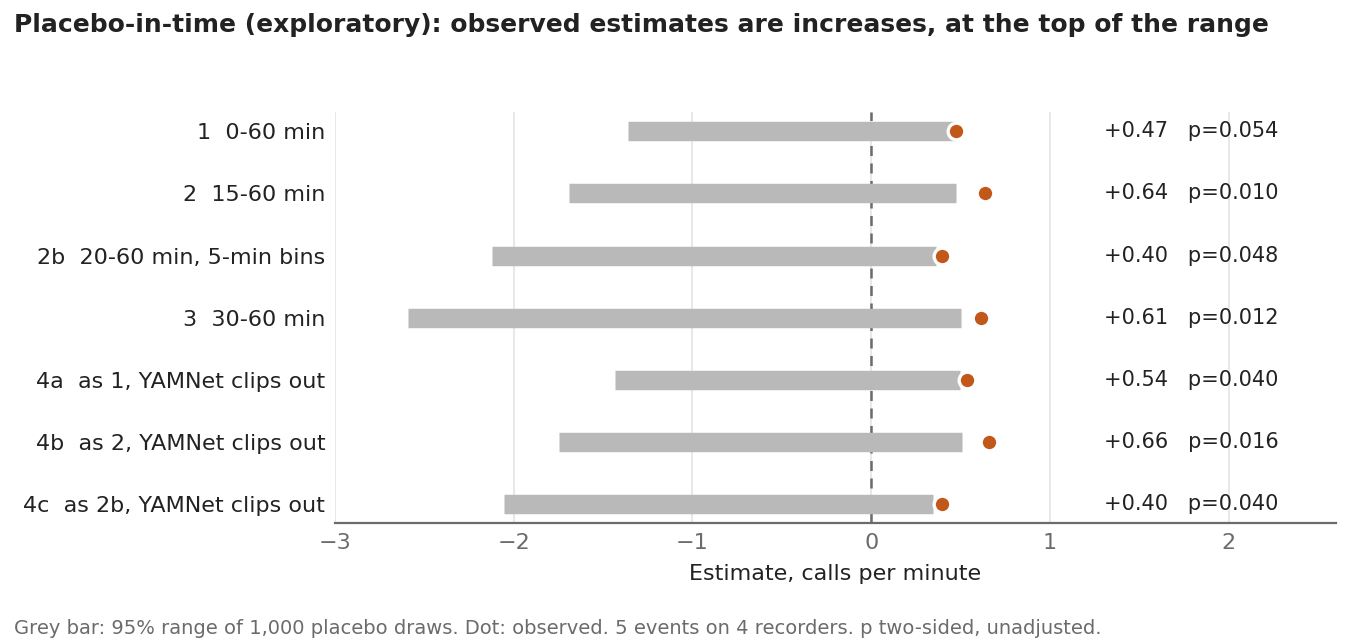 Placebo-in-time (exploratory): observed estimates are increases, at the top of the range
1 0-60 min +0.47 p=0.054
2 15-60 min +0.64 p=0.010
2b 20-60 min, 5-min bins +0.40 p=0.048
3 30-60 min +0.61 p=0.012
4a as 1, YAMNet clips out +0.54 p=0.040
4b as 2, YAMNet clips out +0.66 p=0.016
4c as 2b, YAMNet clips out +0.40 p=0.040
−3 −2 −1 0 1 2
Estimate, calls per minute
Grey bar: 95% range of 1,000 placebo draws. Dot: observed. 5 events on 4 recorders. p two-sided, unadjusted.